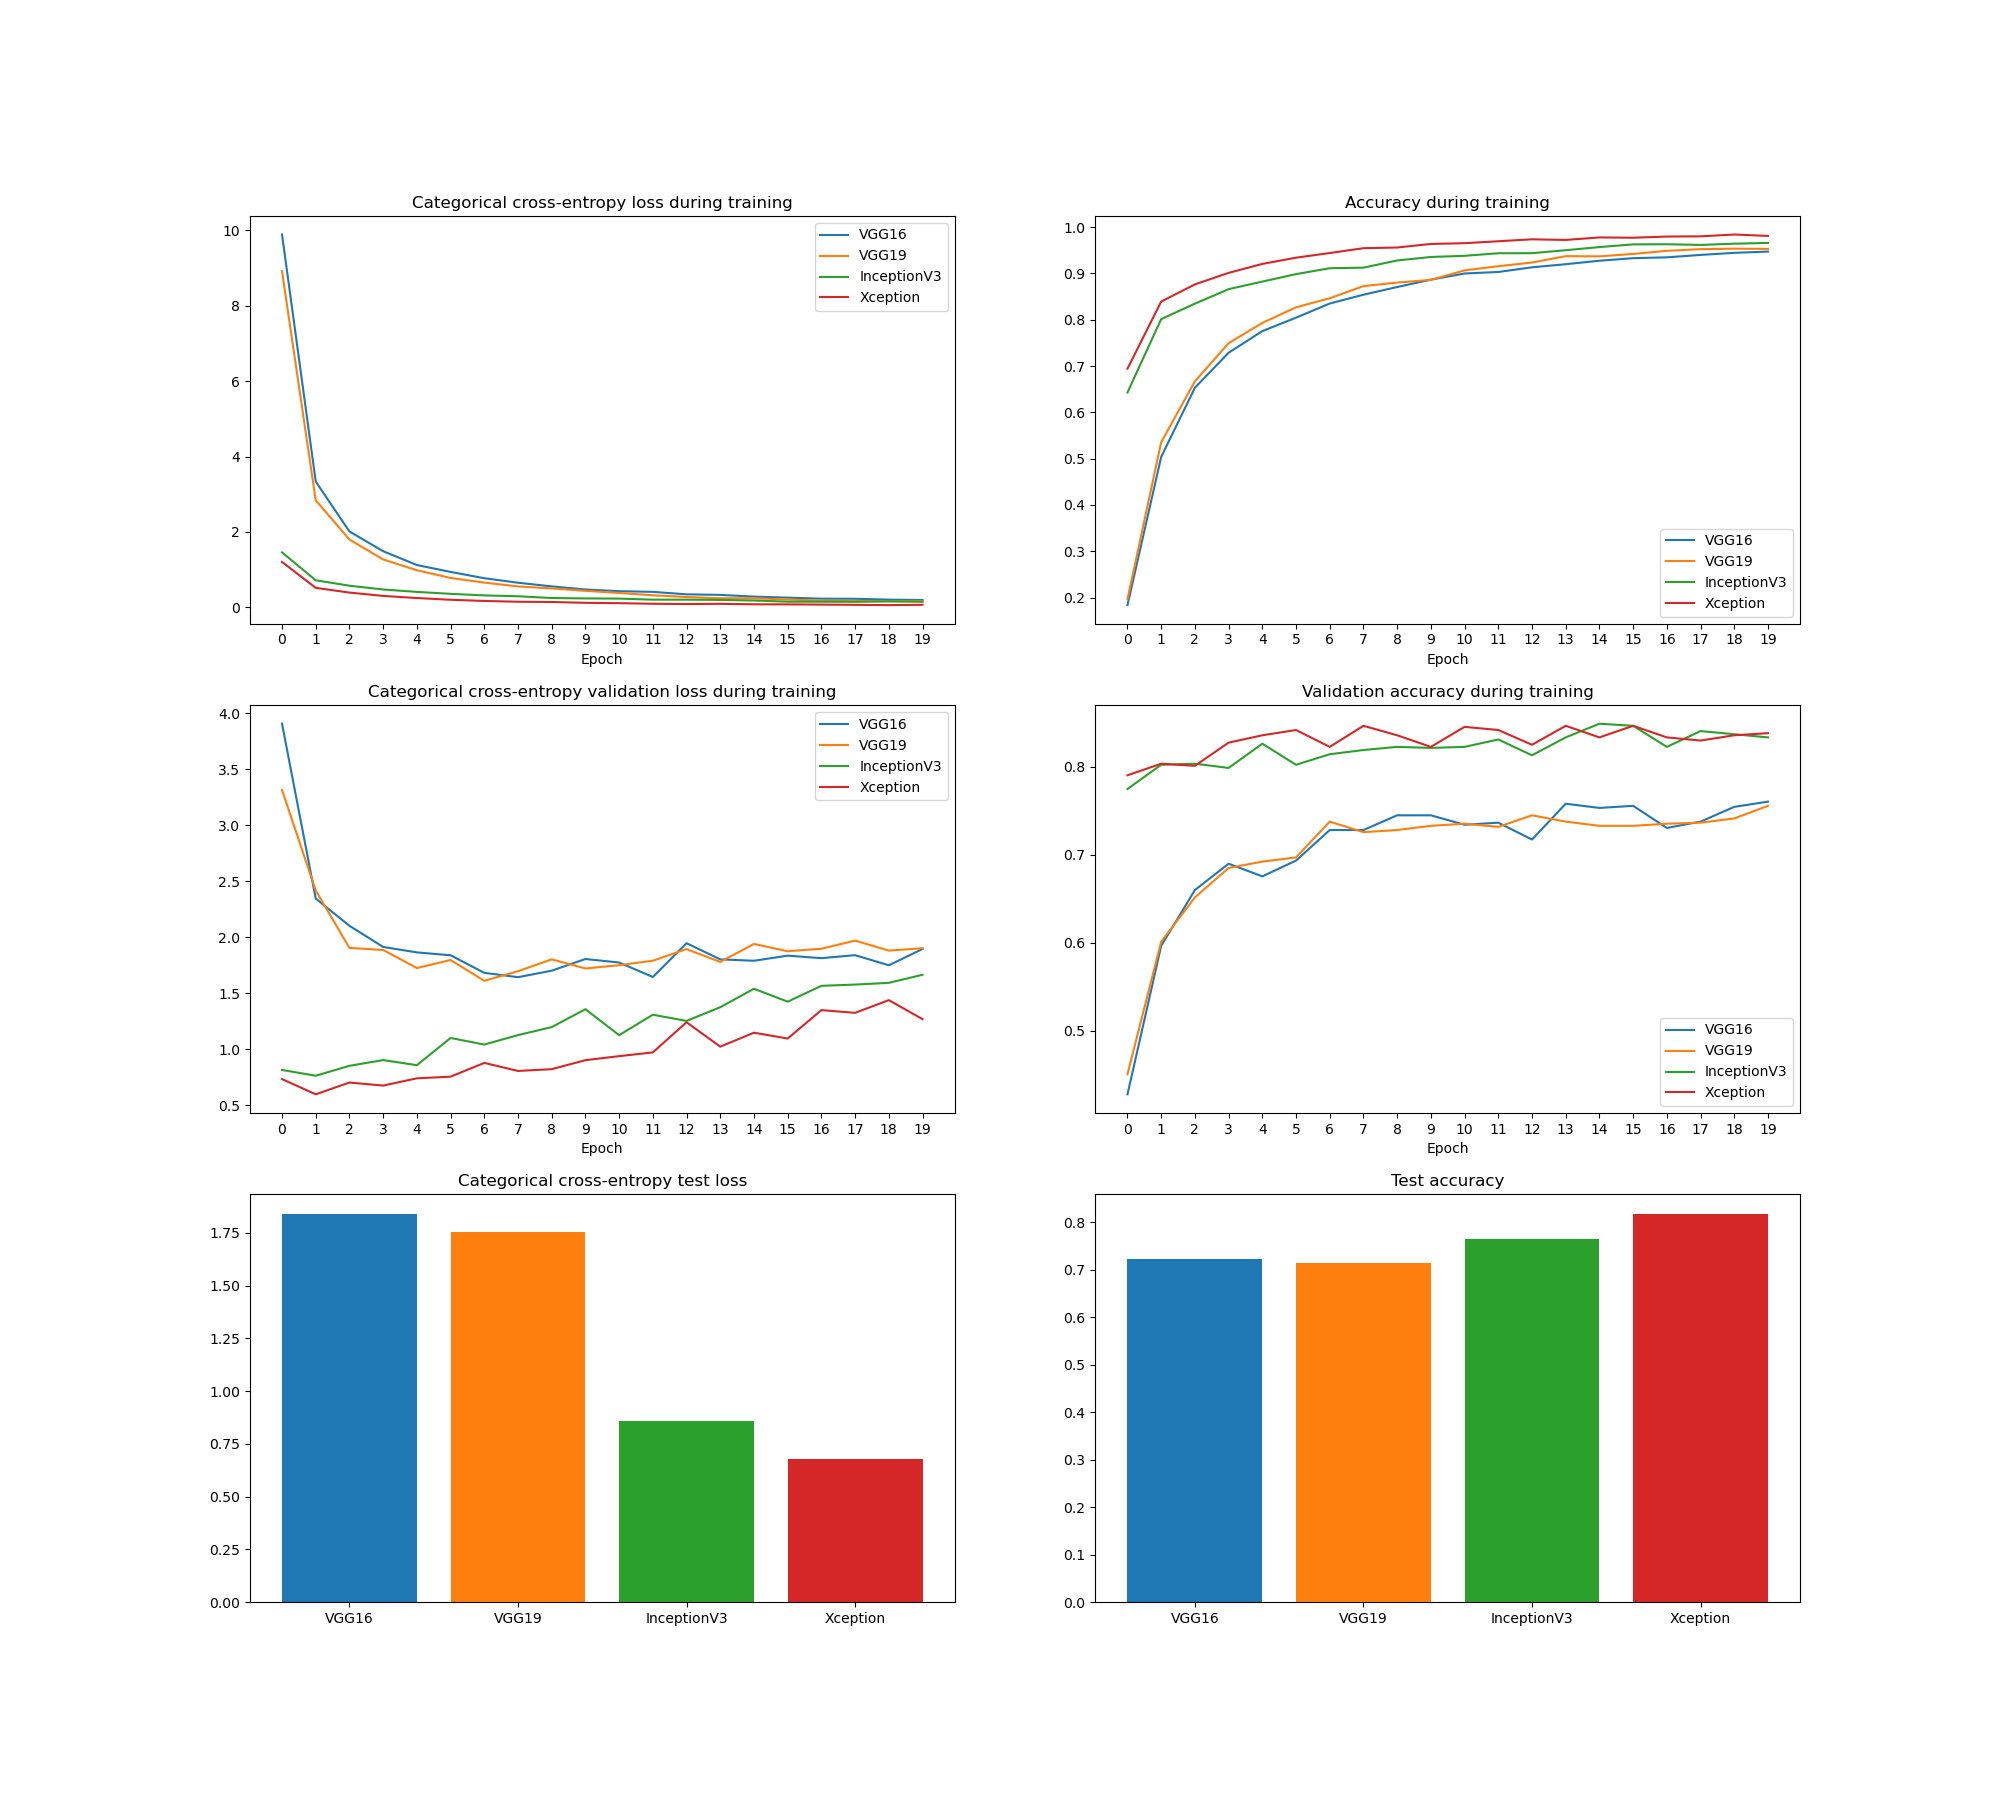 Categorical cross-entropy loss during training
10
8
6
4
2
0
VGG16
VGG19
InceptionV3
Xception
0 1 2 3 4 5 6 7 8 9 10 11 12 13 14 15 16 17 18 19
Epoch
Accuracy during training
1.0
0.9
0.8
0.7
0.6
0.5
0.4
0.3
0.2
VGG16
VGG19
InceptionV3
Xception
0 1 2 3 4 5 6 7 8 9 10 11 12 13 14 15 16 17 18 19
Epoch
Categorical cross-entropy validation loss during training
4.0
3.5
3.0
2.5
2.0
1.5
1.0
0.5
VGG16
VGG19
InceptionV3
Xception
0 1 2 3 4 5 6 7 8 9 10 11 12 13 14 15 16 17 18 19
Epoch
Validation accuracy during training
0.8
0.7
0.6
0.5
VGG16
VGG19
InceptionV3
Xception
0 1 2 3 4 5 6 7 8 9 10 11 12 13 14 15 16 17 18 19
Epoch
Categorical cross-entropy test loss
1.75
1.50
1.25
1.00
0.75
0.50
0.25
0.00
VGG16 VGG19 InceptionV3 Xception
Test accuracy
0.8
0.7
0.6
0.5
0.4
0.3
0.2
0.1
0.0
VGG16 VGG19 InceptionV3 Xception